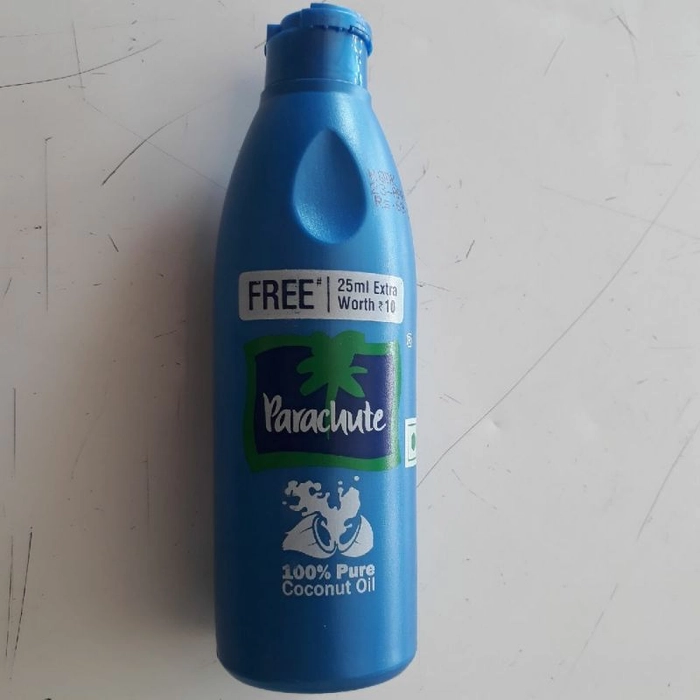 FREE#
25ml Extra
Worth ₹10
Parachute
100% Pure
Coconut Oil